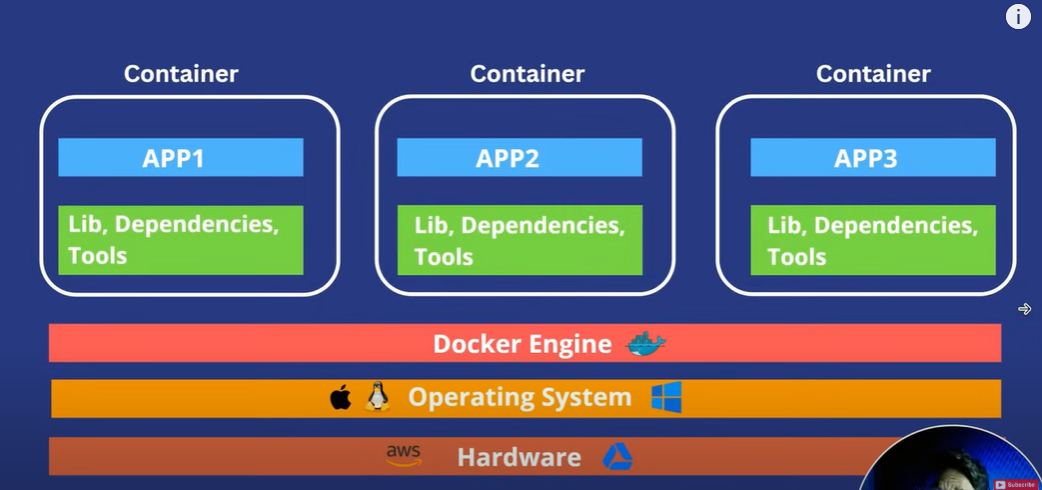 i
Container
Container
Container
APP1
APP2
APP3
Lib, Dependencies,
Tools
Lib, Dependencies,
Tools
Lib, Dependencies,
Tools
Docker Engine
Operating System
aws
Hardware
Subscribe